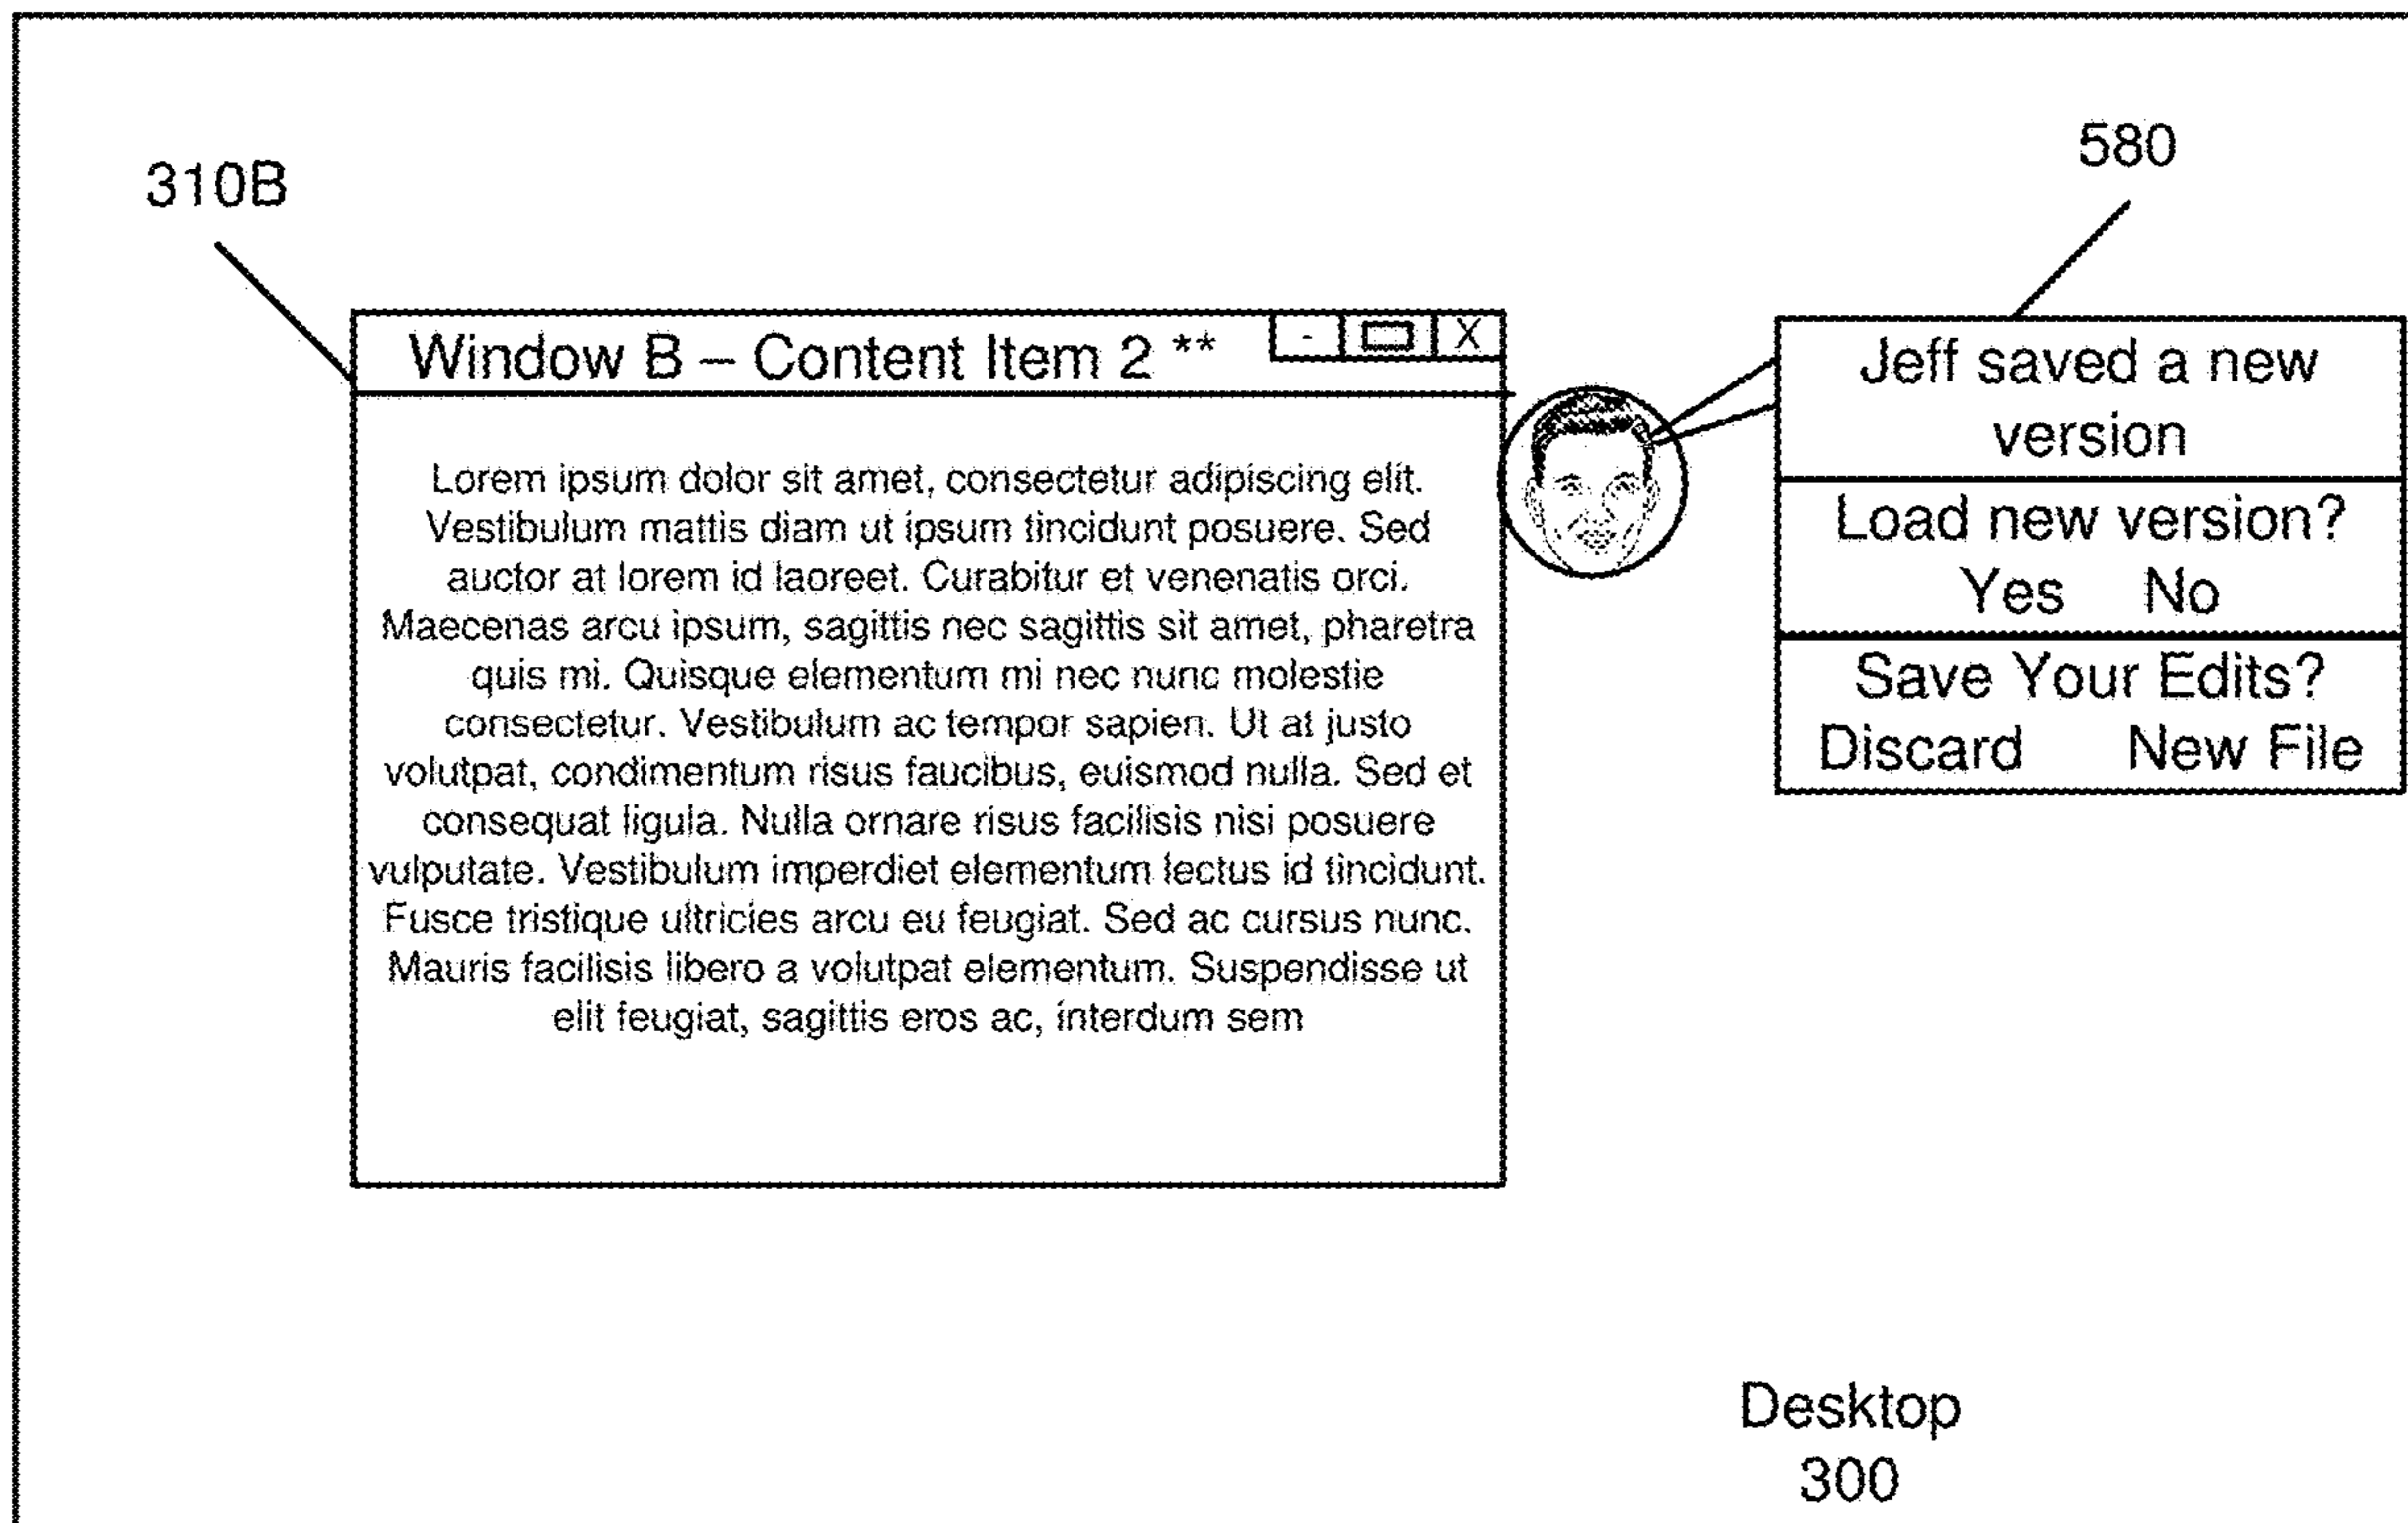 310B
580
Window B – Content Item 2 **
- X
Lorem ipsum dolor sit amet, consectetur adipiscing elit.
Vestibulum mattis diam ut ipsum tincidunt posuere. Sed
auctor at lorem id laoreet. Curabitur et venenatis orci.
Maecenas arcu ipsum, sagittis nec sagittis sit amet, pharetra
quis mi. Quisque elementum mi nec nunc molestie
consectetur. Vestibulum ac tempor sapien. Ut at justo
volutpat, condimentum risus faucibus, euismod nulla. Sed et
consequat ligula. Nulla ornare risus facilisis nisi posuere
vulputate. Vestibulum imperdiet elementum lectus id tincidunt.
Fusce tristique ultricies arcu eu feugiat. Sed ac cursus nunc.
Mauris facilisis libero a volutpat elementum. Suspendisse ut
elit feugiat, sagittis eros ac, interdum sem
Jeff saved a new
version
Load new version?
Yes No
Save Your Edits?
Discard New File
Desktop
300